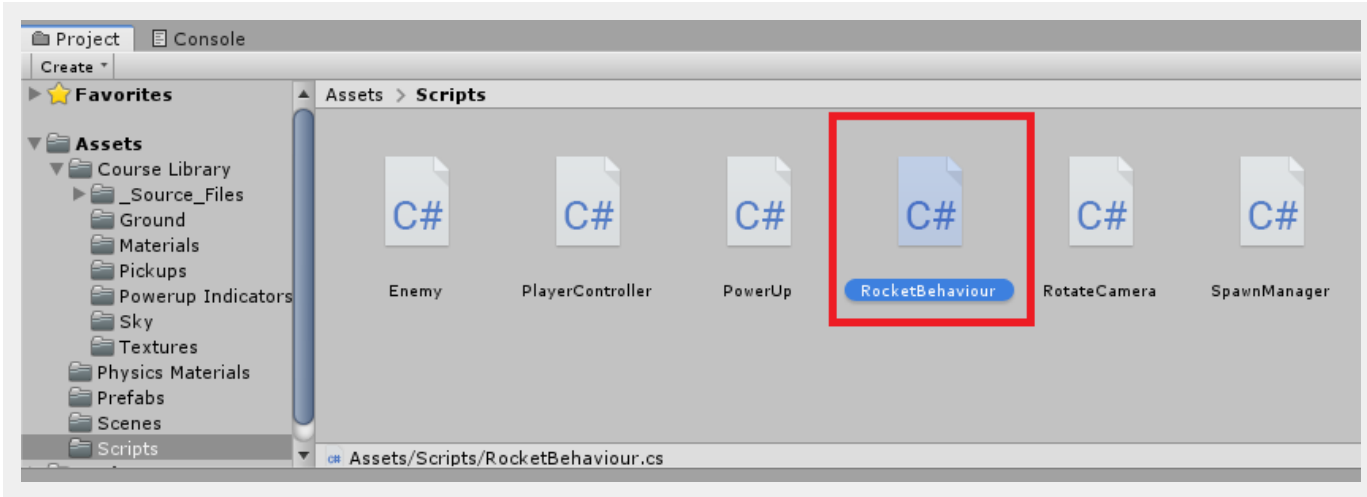 Project Console
Create
Favorites
Assets > Scripts
Assets
Course Library
_Source_Files
Ground
Materials
Pickups
Powerup Indicators
Sky
Textures
Physics Materials
Prefabs
Scenes
Scripts
C# C# C# C# C# C#
Enemy PlayerController PowerUp RocketBehaviour RotateCamera SpawnManager
C# Assets/Scripts/RocketBehaviour.cs